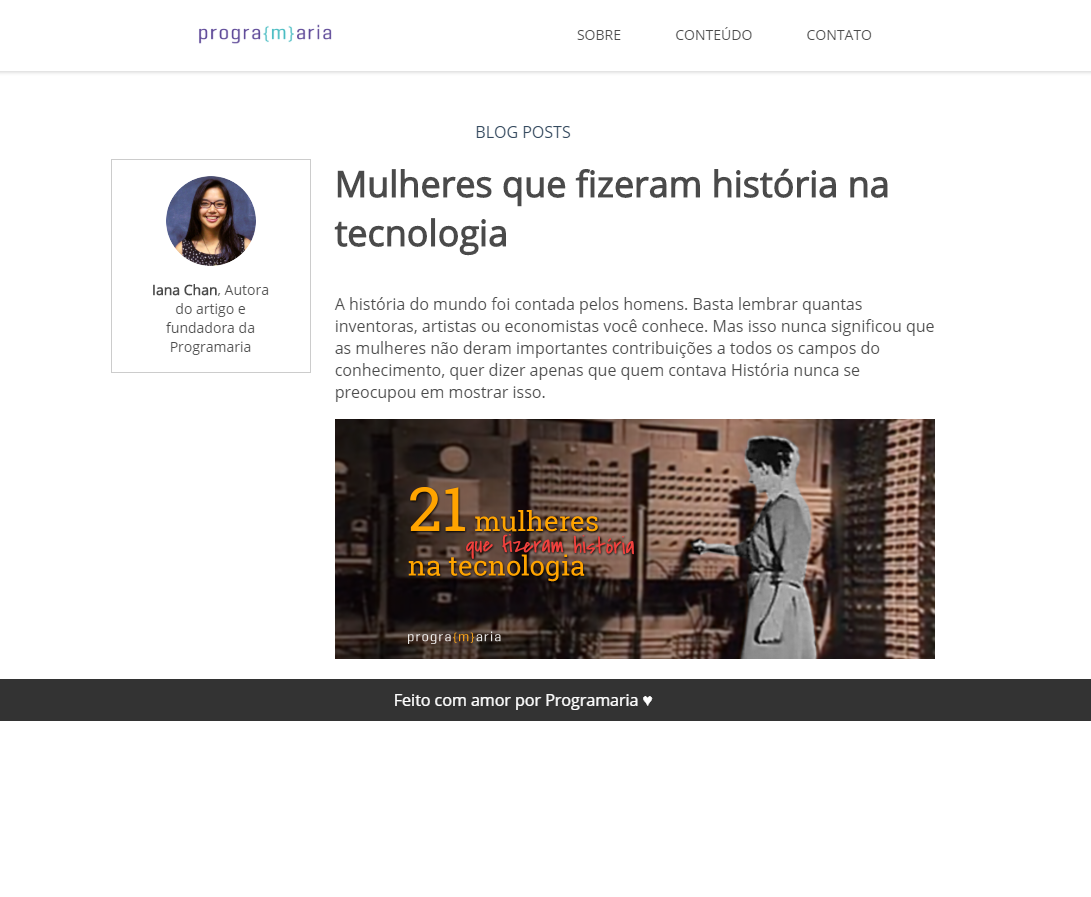 progra{m}aria
SOBRE
CONTEÚDO
CONTATO
BLOG POSTS
Iana Chan, Autora
do artigo e
fundadora da
Programaria
Mulheres que fizeram história na
tecnologia
A história do mundo foi contada pelos homens. Basta lembrar quantas
inventoras, artistas ou economistas você conhece. Mas isso nunca significou que
as mulheres não deram importantes contribuições a todos os campos do
conhecimento, quer dizer apenas que quem contava História nunca se
preocupou em mostrar isso.
21 mulheres
que fizeram história
na tecnologia
progra{m}aria
Feito com amor por Programaria ♥